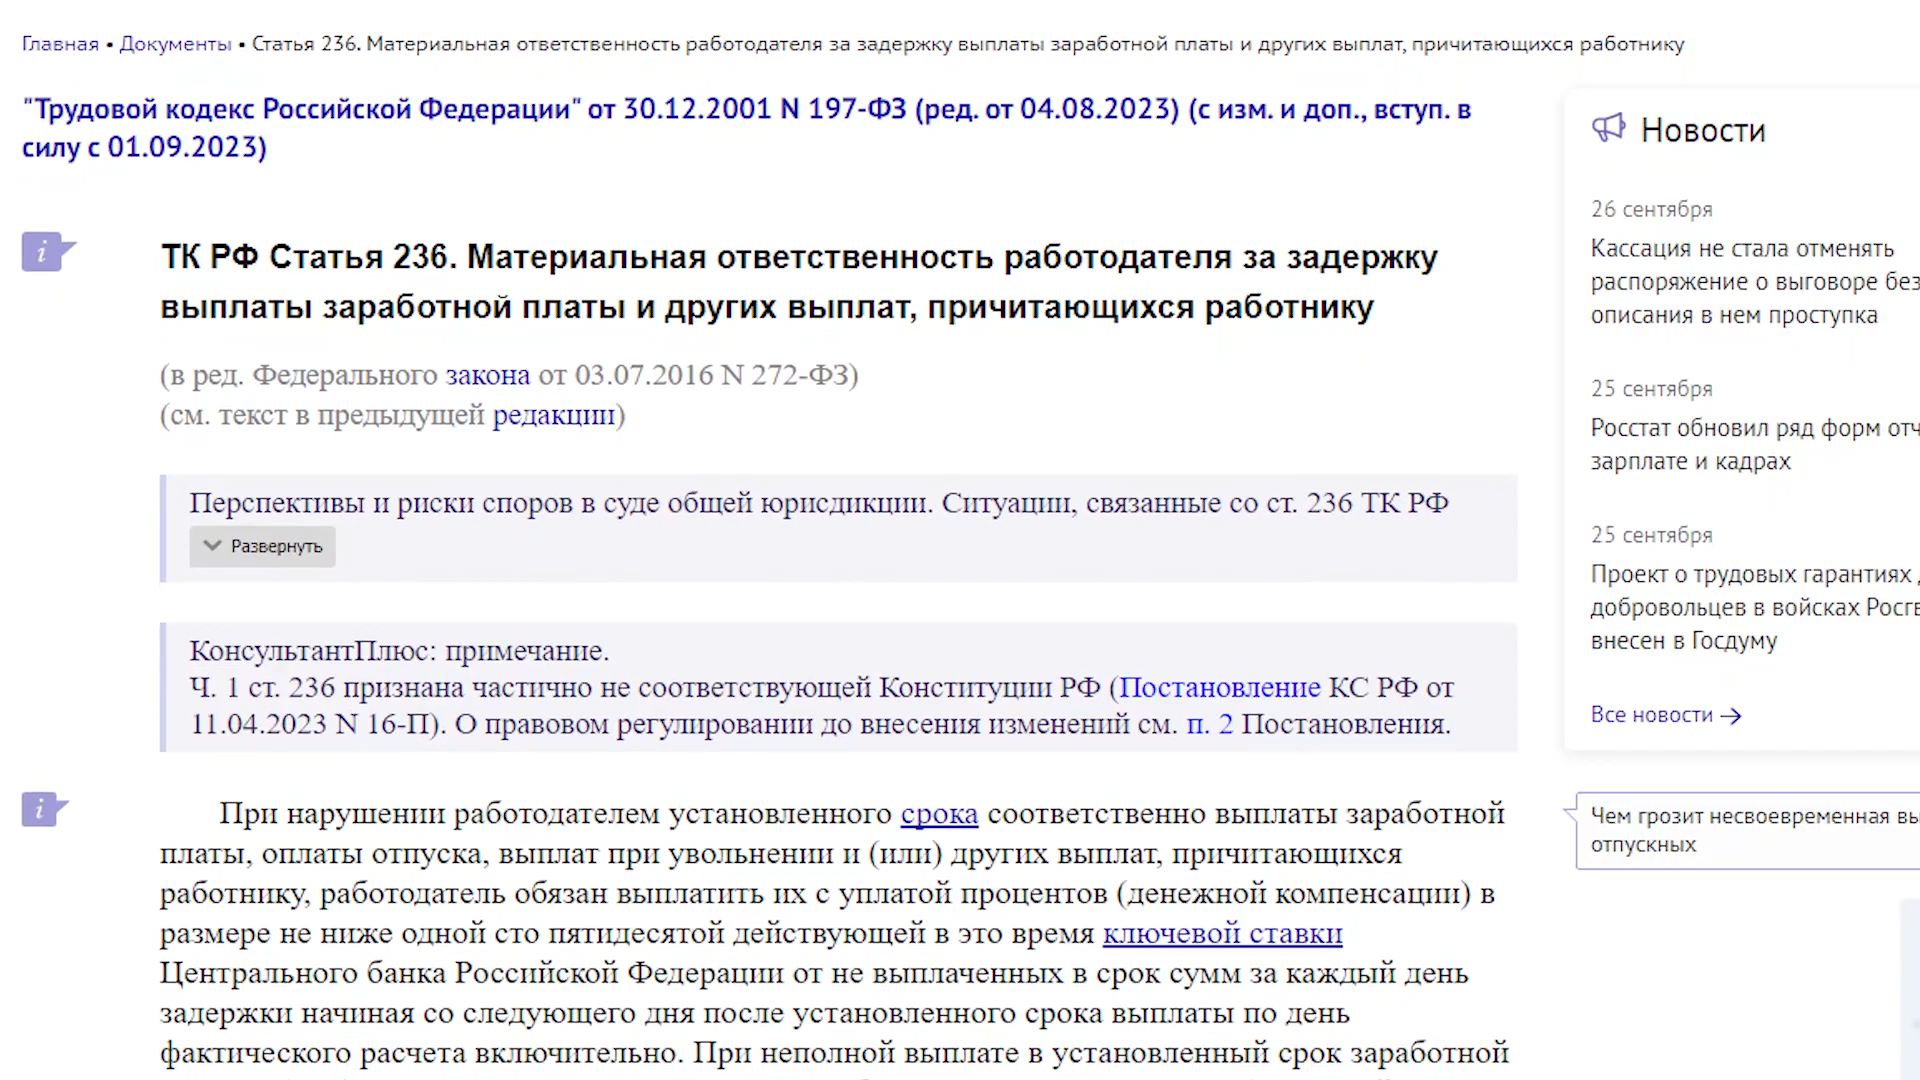 Главная • Документы • Статья 236. Материальная ответственность работодателя за задержку выплаты заработной платы и других выплат, причитающихся работнику
"Трудовой кодекс Российской Федерации" от 30.12.2001 N 197-ФЗ (ред. от 04.08.2023) (с изм. и доп., вступ. в
силу с 01.09.2023)
ТК РФ Статья 236. Материальная ответственность работодателя за задержку
выплаты заработной платы и других выплат, причитающихся работнику
(в ред. Федерального закона от 03.07.2016 N 272-ФЗ)
(см. текст в предыдущей редакции)
Перспективы и риски споров в суде общей юрисдикции. Ситуации, связанные со ст. 236 ТК РФ
Развернуть
КонсультантПлюс: примечание.
Ч. 1 ст. 236 признана частично не соответствующей Конституции РФ (Постановление КС РФ от
11.04.2023 N 16-П). О правовом регулировании до внесения изменений см. п. 2 Постановления.
При нарушении работодателем установленного срока соответственно выплаты заработной
платы, оплаты отпуска, выплат при увольнении и (или) других выплат, причитающихся
работнику, работодатель обязан выплатить их с уплатой процентов (денежной компенсации) в
размере не ниже одной сто пятидесятой действующей в это время ключевой ставки
Центрального банка Российской Федерации от не выплаченных в срок сумм за каждый день
задержки начиная со следующего дня после установленного срока выплаты по день
фактического расчета включительно. При неполной выплате в установленный срок заработной
Новости
26 сентября
Кассация не стала отменять
распоряжение о выговоре без
описания в нем проступка
25 сентября
Росстат обновил ряд форм отч
зарплате и кадрах
25 сентября
Проект о трудовых гарантиях
добровольцев в войсках Росг
внесен в Госдуму
Все новости →
Чем грозит несвоевременная вы
отпускных